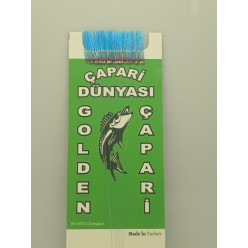 ÇAPARİ
DÜNYASI
GOLDEN
ÇAPARİ
Made In Turkey